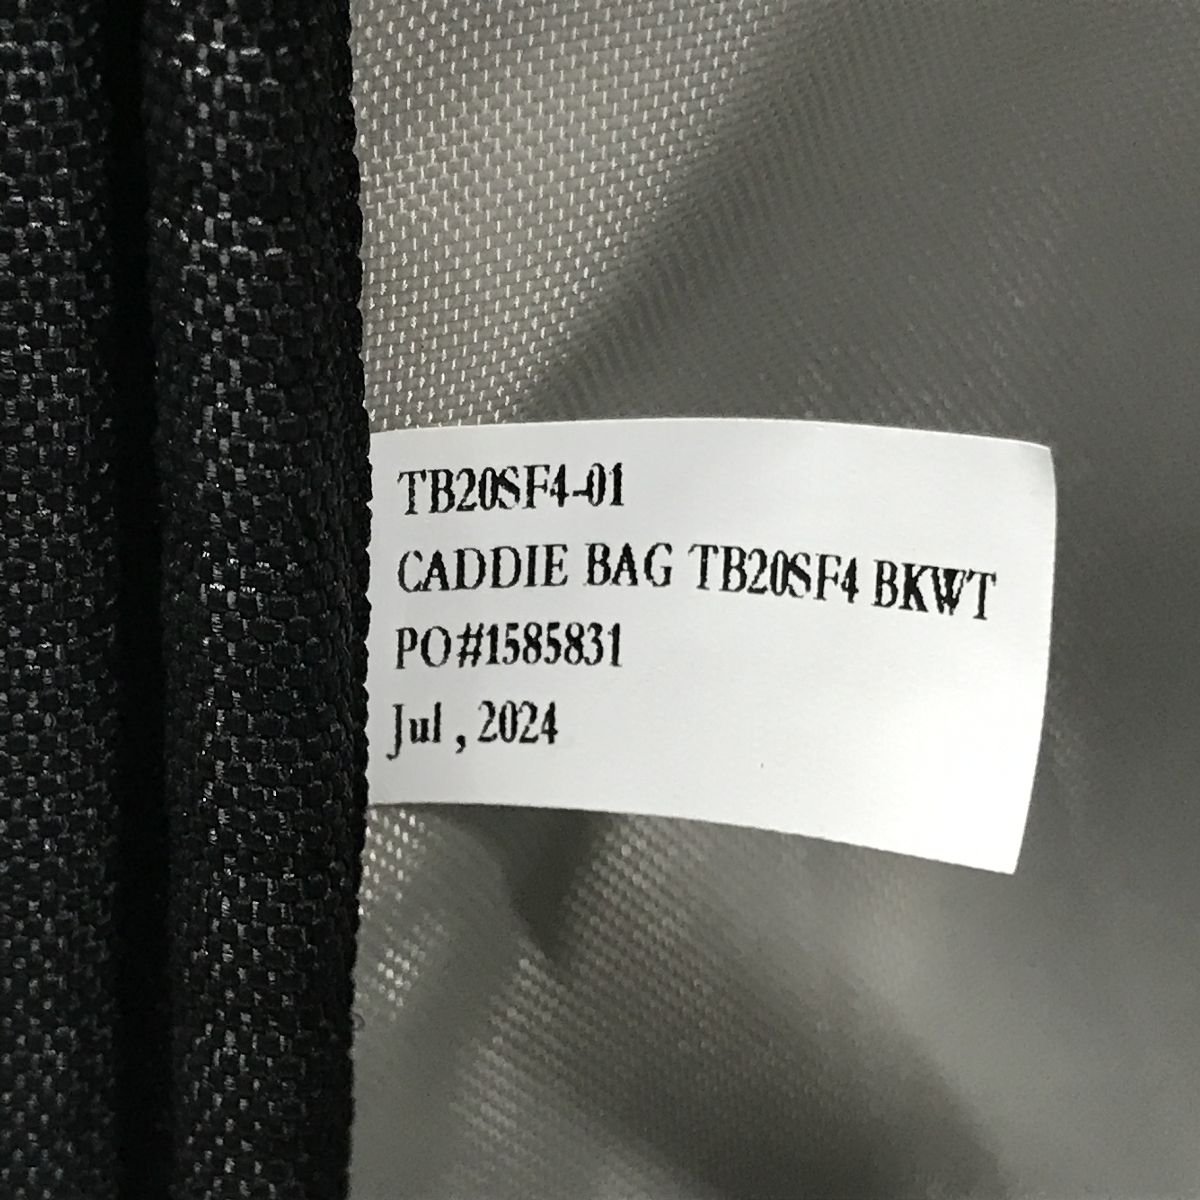 TB20SF4-01
CADDIE BAG TB20SF4 BKWT
PO#1585831
Jul , 2024